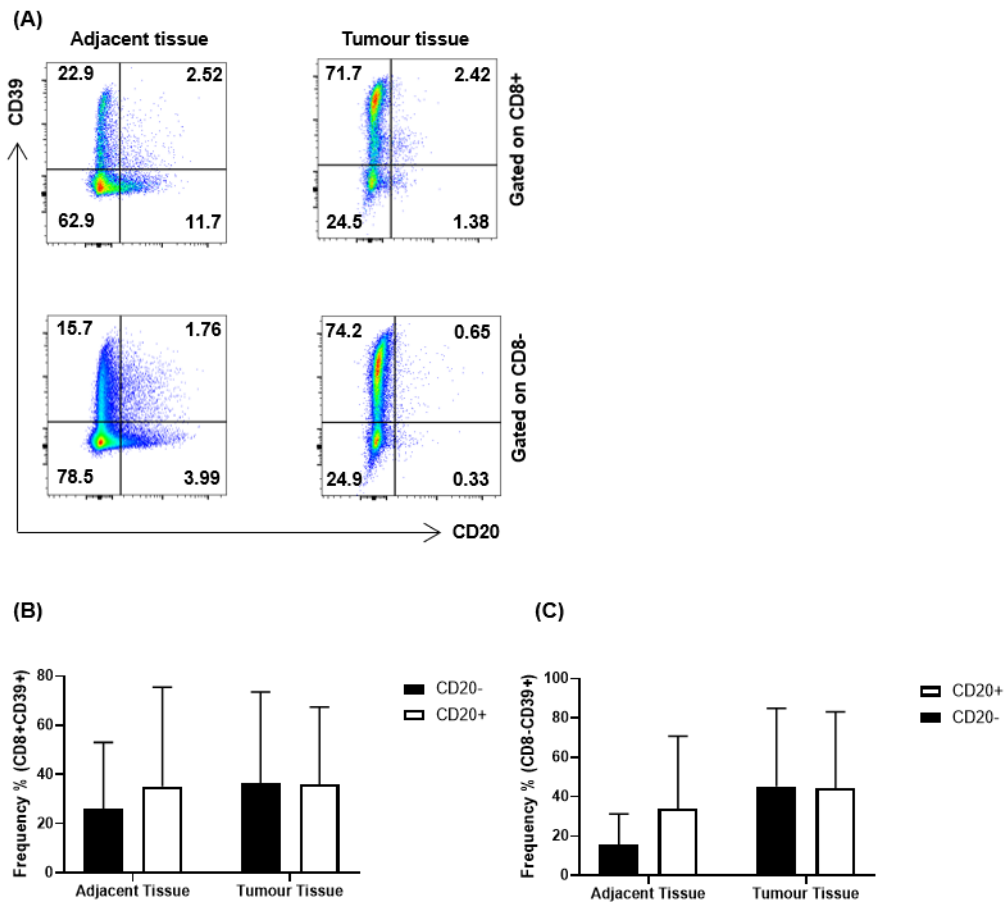 (A)
Adjacent tissue
Tumour tissue
CD39
22.9 2.52
62.9 11.7
71.7 2.42
24.5 1.38
Gated on CD8+
15.7 1.76
78.5 3.99
74.2 0.65
24.9 0.33
Gated on CD8-
CD20
(B)
Frequency % (CD8+CD39+)
80
60
40
20
0
Adjacent Tissue
Tumour Tissue
CD20-
CD20+
(C)
Frequency % (CD8-CD39+)
100
80
60
40
20
0
Adjacent Tissue
Tumour Tissue
CD20+
CD20-